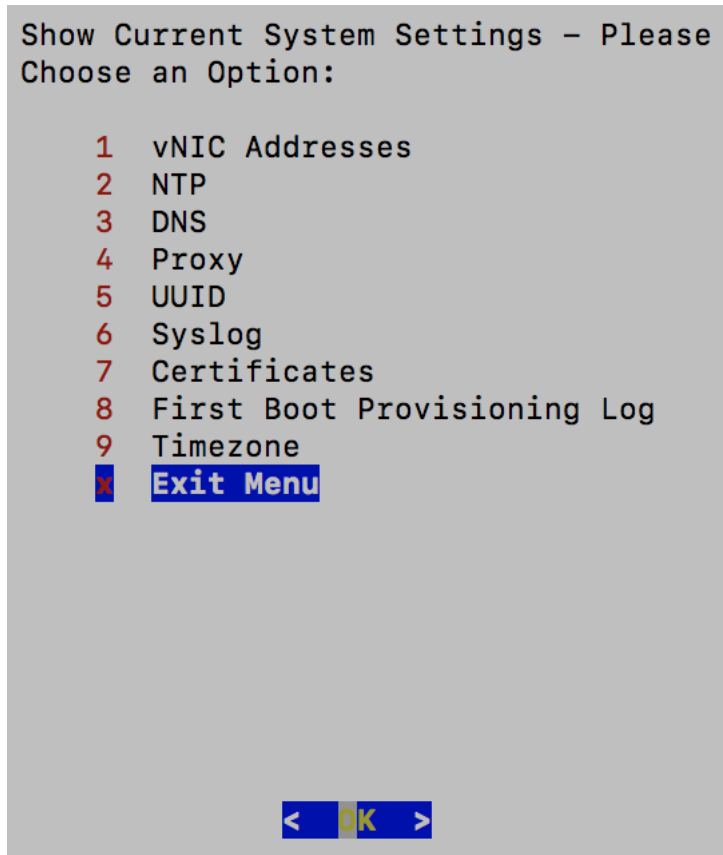 Show Current System Settings – Please
Choose an Option:
1 vNIC Addresses
2 NTP
3 DNS
4 Proxy
5 UUID
6 Syslog
7 Certificates
8 First Boot Provisioning Log
9 Timezone
x Exit Menu
< OK >